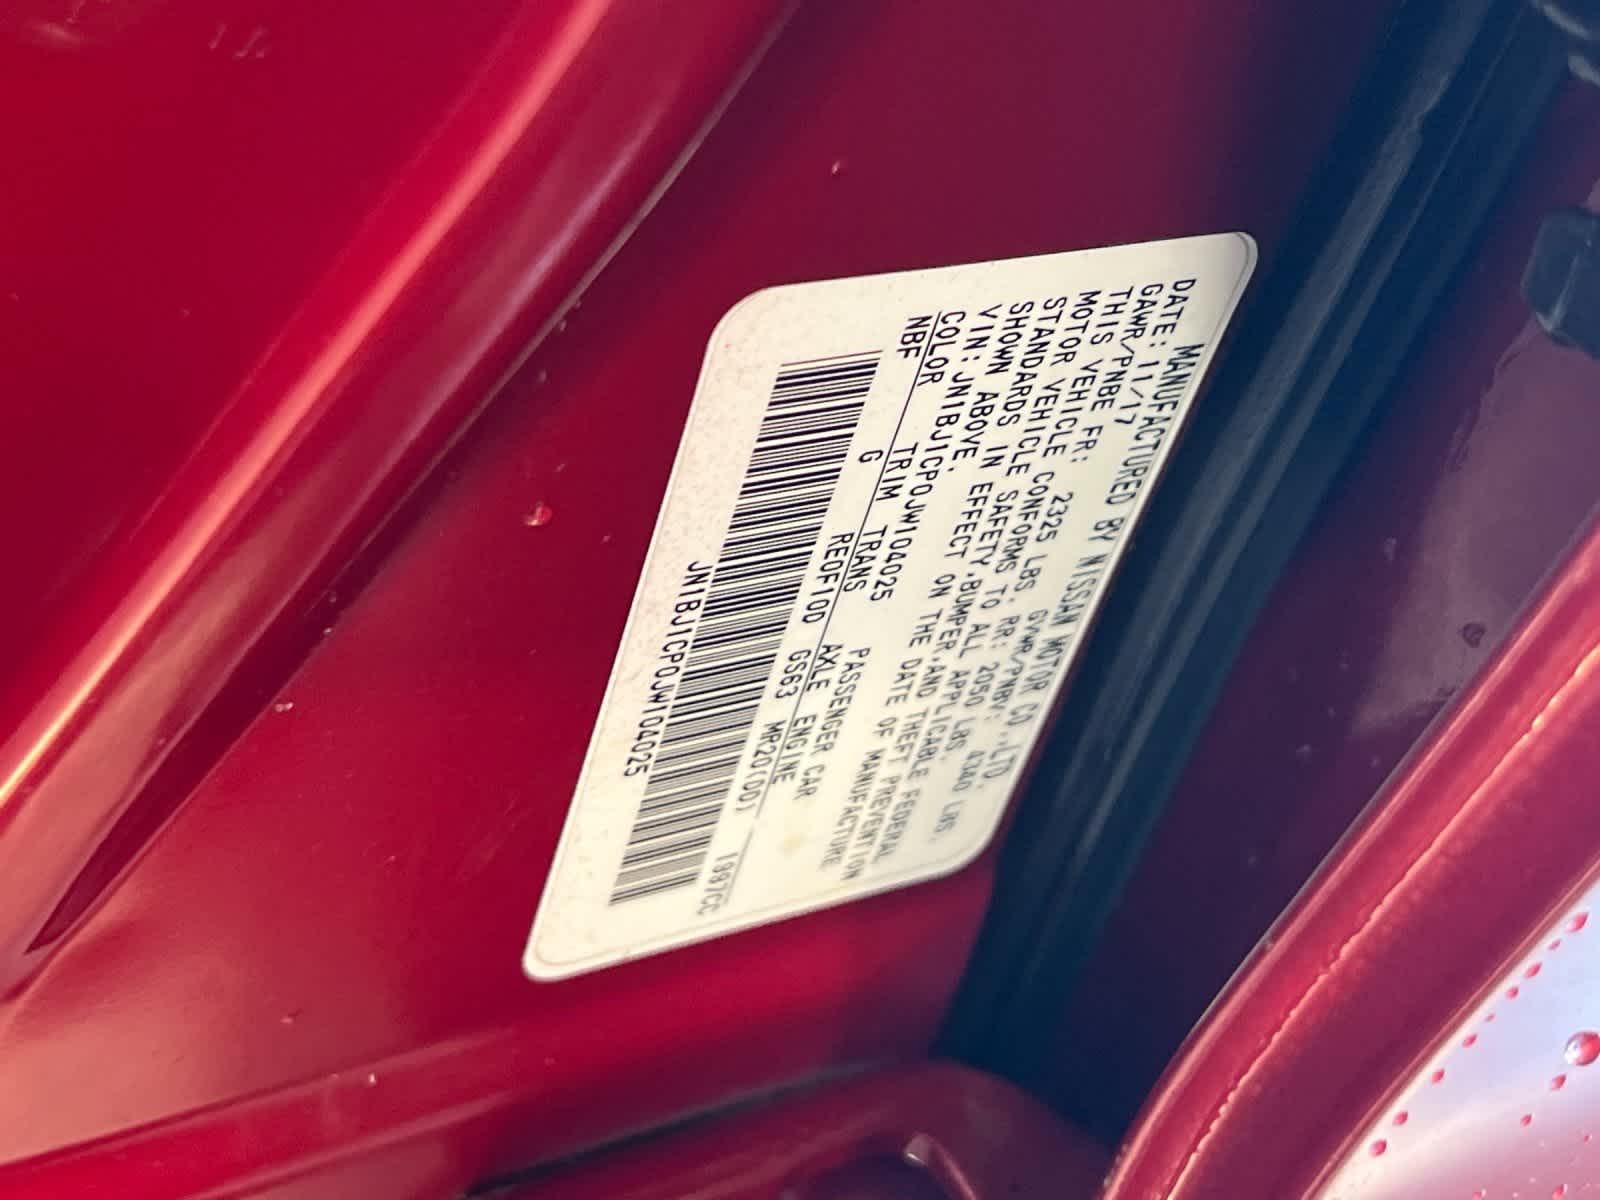 MANUFACTURED BY NISSAN MOTOR CO.,LTD.
DATE: 11/17 GVWR/PNBV: 4340 LBS.
GAWR/PNBE FR: 2325 LBS. RR: 2050 LBS.
THIS VEHICLE CONFORMS TO ALL APPLICABLE FEDERAL
MOTOR VEHICLE SAFETY,BUMPER,AND THEFT PREVENTION
STANDARDS IN EFFECT ON THE DATE OF MANUFACTURE
SHOWN ABOVE.
VIN: JN1BJ1CP0JW104025 PASSENGER CAR
COLOR TRIM TRANS AXLE ENGINE
NBF G RE0F10D GS63 MR20(00) 1997CC
JN1BJ1CP0JW104025